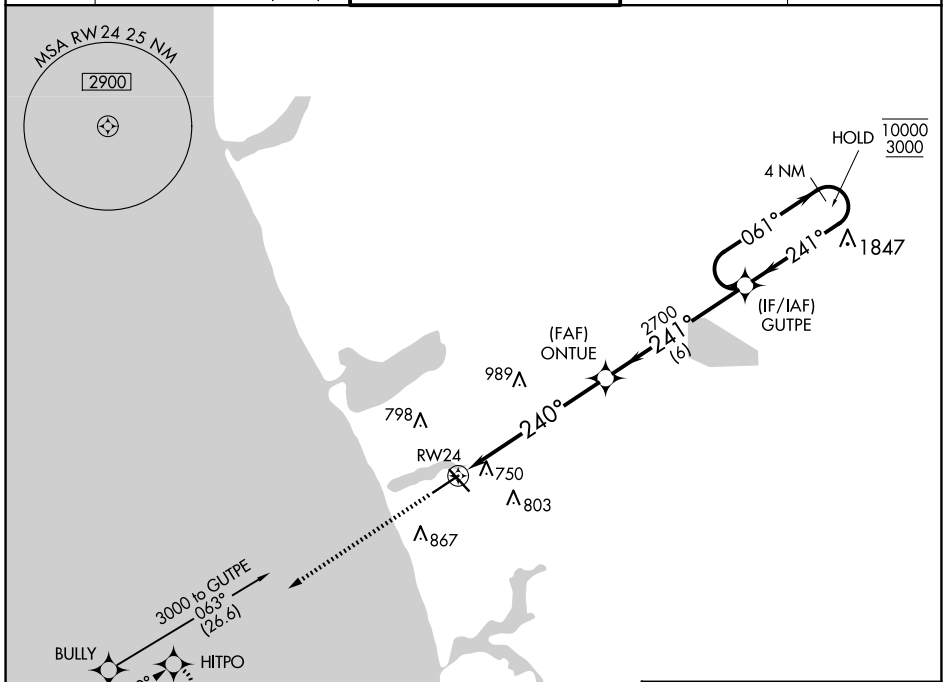 MSA RW24 25 NM
2900
HOLD
10000
3000
4 NM
061°
241°
1847
(IF/IAF)
GUTPE
2700
241°
(6)
(FAF)
ONTUE
989
240°
798
RW24
750
803
867
3000 to GUTPE
063°
(26.6)
BULLY
HITPO